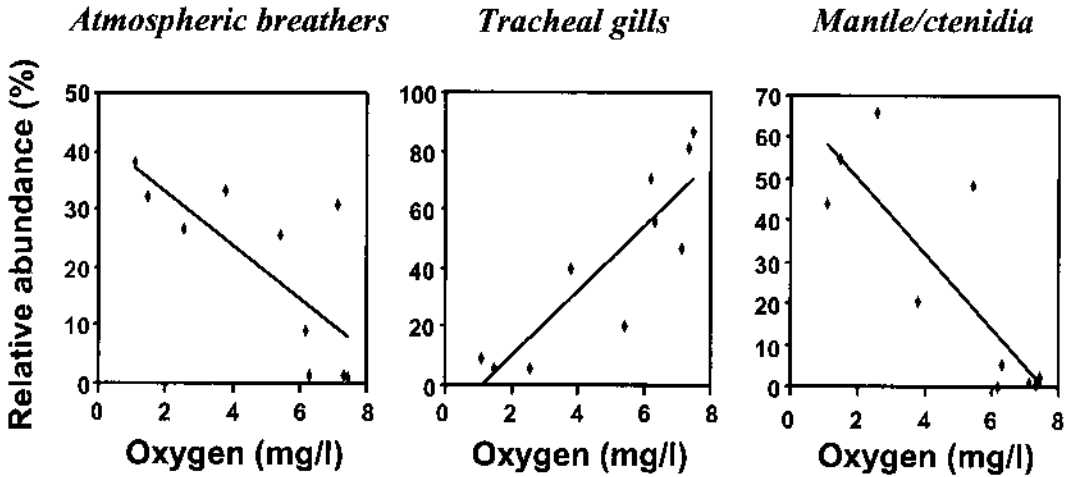 Atmospheric breathers
Tracheal gills
Mantle/ctenidia
Relative abundance (%)
50
40
30
20
10
0
0 2 4 6 8
Oxygen (mg/l)
100
80
60
40
20
0
0 2 4 6 8
Oxygen (mg/l)
70
60
50
40
30
20
10
0
0 2 4 6 8
Oxygen (mg/l)